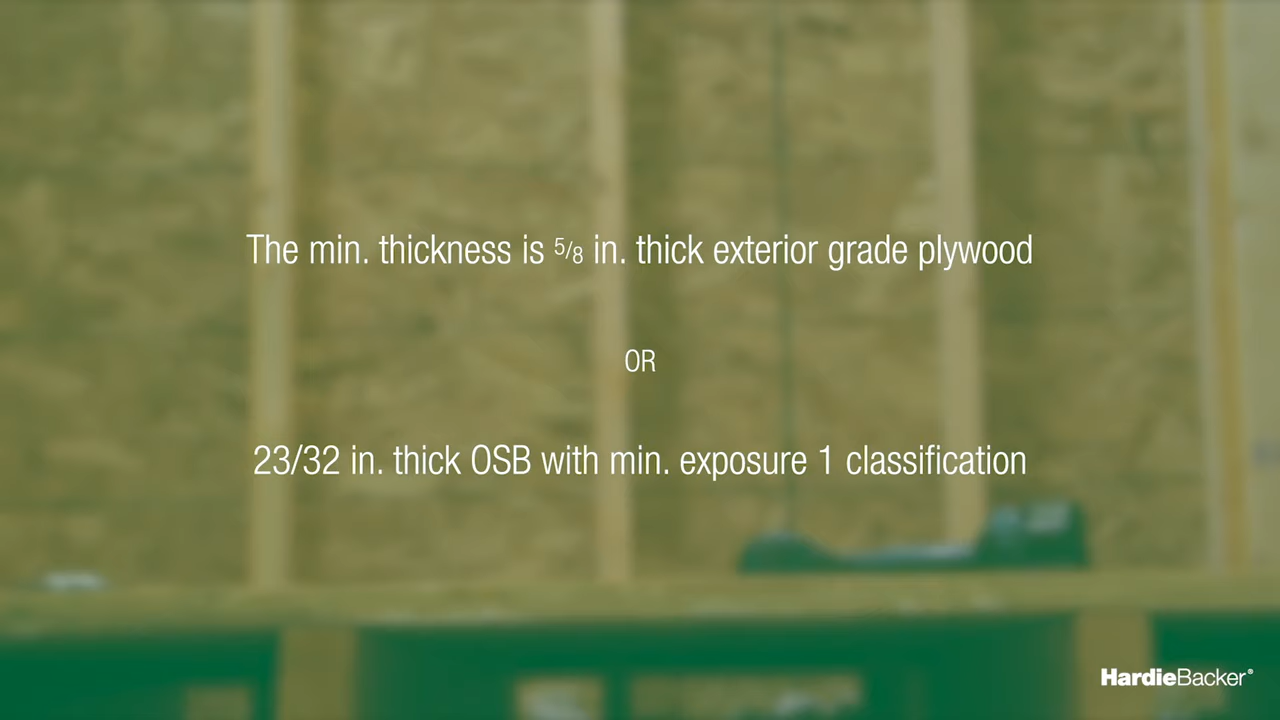 The min. thickness is 5/8 in. thick exterior grade plywood
OR
23/32 in. thick OSB with min. exposure 1 classification
HardieBacker®